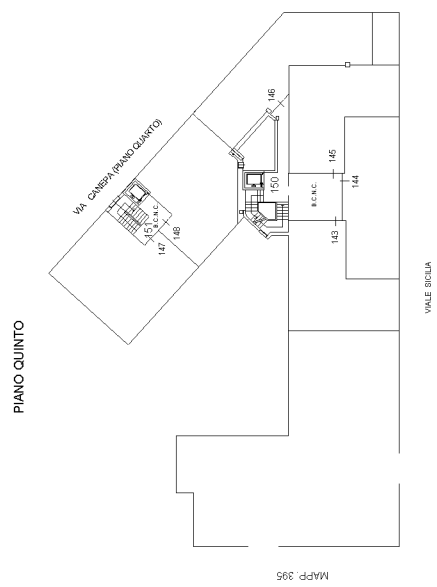 PIANO QUINTO
VIA CANEPA (PIANO QUARTO)
151
B.C.N.C.
147
148
146
150
B.C.N.C.
145
144
143
VIALE SICILIA
MAPP. 395